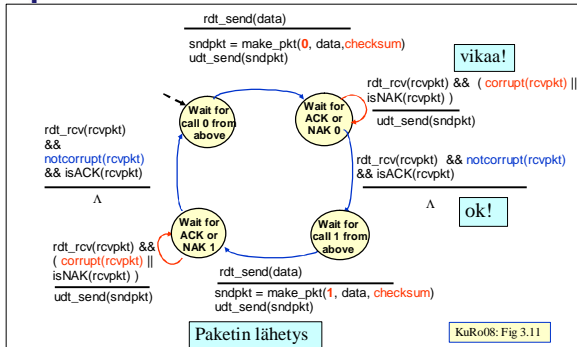 rdt_send(data)
sndpkt = make_pkt(0, data,checksum)
udt_send(sndpkt)
vikaa!
rdt_rcv(rcvpkt) && ( corrupt(rcvpkt) ||
isNAK(rcvpkt) )
udt_send(sndpkt)
Wait for
call 0 from
above
Wait for
ACK or
NAK 0
rdt_rcv(rcvpkt)
&&
notcorrupt(rcvpkt)
&& isACK(rcvpkt)
Λ
rdt_rcv(rcvpkt) && notcorrupt(rcvpkt)
&& isACK(rcvpkt)
Λ
ok!
Wait for
ACK or
NAK 1
Wait for
call 1 from
above
rdt_rcv(rcvpkt) &&
( corrupt(rcvpkt) ||
isNAK(rcvpkt) )
udt_send(sndpkt)
rdt_send(data)
sndpkt = make_pkt(1, data, checksum)
udt_send(sndpkt)
Paketin lähetys
KuRo08: Fig 3.11